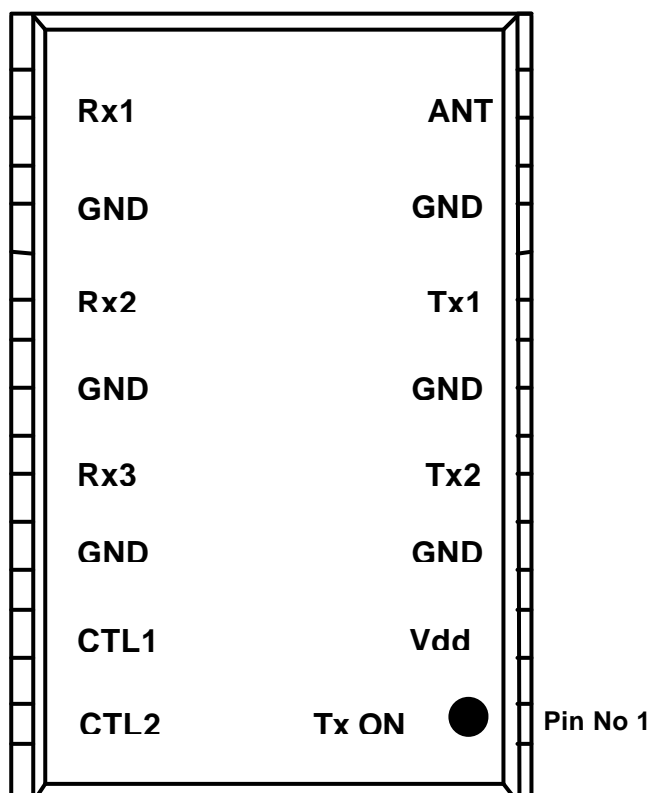 Rx1 ANT
GND GND
Rx2 Tx1
GND GND
Rx3 Tx2
GND GND
CTL1 Vdd
CTL2 Tx ON Pin No 1